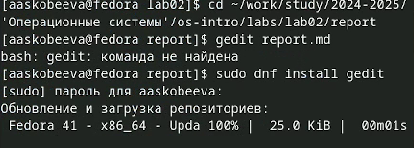 [aaskobeeva@fedora lab02]$ cd ~/work/study/2024-2025/
'Операционные системы'/os-intro/labs/lab02/report
[aaskobeeva@fedora report]$ gedit report.md
bash: gedit: команда не найдена
[aaskobeeva@fedora report]$ sudo dnf install gedit
[sudo] пароль для aaskobeeva:
Обновление и загрузка репозиториев:
Fedora 41 - x86_64 - Upda 100% |  25.0 KiB |  00m01s